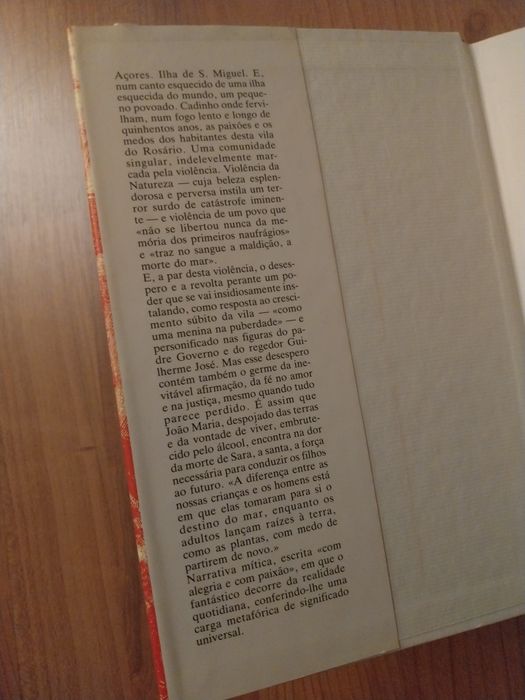 Açores. Ilha de S. Miguel. E,
num canto esquecido de uma ilha
esquecida do mundo, um peque-
no povoado. Cadinho onde fervi-
lham, num fogo lento e longo de
quinhentos anos, as paixões e os
medos dos habitantes desta vila
do Rosário. Uma comunidade
singular, indelevelmente mar-
cada pela violência. Violência da
Natureza — cuja beleza esplen-
dorosa e perversa instila um ter-
ror surdo de catástrofe iminen-
te — e violência de um povo que
«não se libertou nunca da me-
mória dos primeiros naufrágios»
e «traz no sangue a maldição, a
morte do mar».
E, a par desta violência, o deses-
pero e a revolta perante um po-
der que se vai insidiosamente ins-
talando, como resposta ao cresci-
mento súbito da vila — «como
uma menina na puberdade» — e
personificado nas figuras do pa-
dre Governo e do regedor Gui-
lherme José. Mas esse desespero
contém também o germe da ine-
vitável afirmação, da fé no amor
e na justiça, mesmo quando tudo
parece perdido. É assim que
João Maria, despojado das terras
e da vontade de viver, embrute-
cido pelo álcool, encontra na dor
da morte de Sara, a santa, a força
necessária para conduzir os filhos
ao futuro. «A diferença entre as
nossas crianças e os homens está
em que elas tomaram para si o
destino do mar, enquanto os
adultos lançam raízes à terra,
como as plantas, com medo de
partirem de novo.»
Narrativa mítica, escrita «com
alegria e com paixão», em que o
fantástico decorre da realidade
quotidiana, conferindo-lhe uma
carga metafórica de significado
universal.